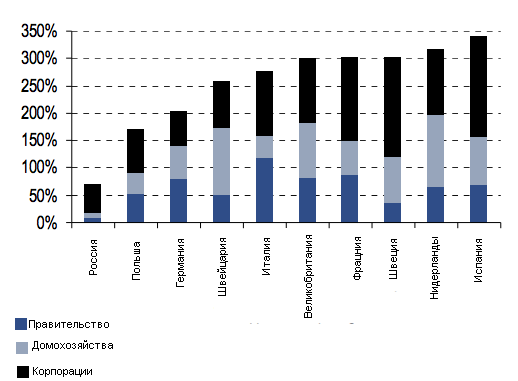 350%
300%
250%
200%
150%
100%
50%
0%
Россия
Польша
Германия
Швейцария
Италия
Великобритания
Фрацния
Швеция
Нидерланды
Испания
Правительство
Домохозяйства
Корпорации